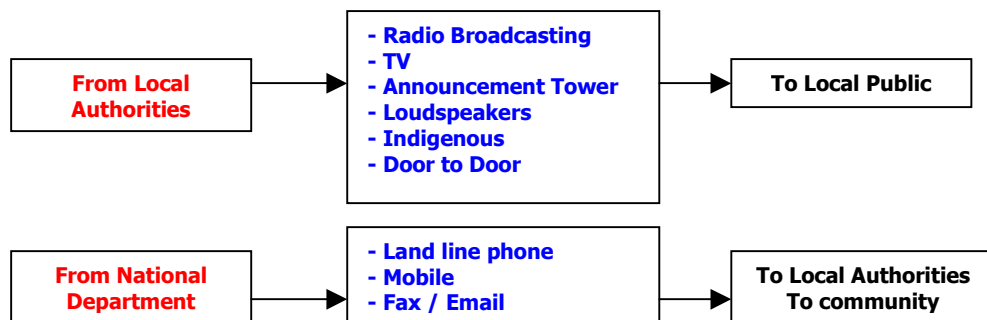 From Local
Authorities
- Radio Broadcasting
- TV
- Announcement Tower
- Loudspeakers
- Indigenous
- Door to Door
To Local Public
From National
Department
- Land line phone
- Mobile
- Fax / Email
To Local Authorities
To community